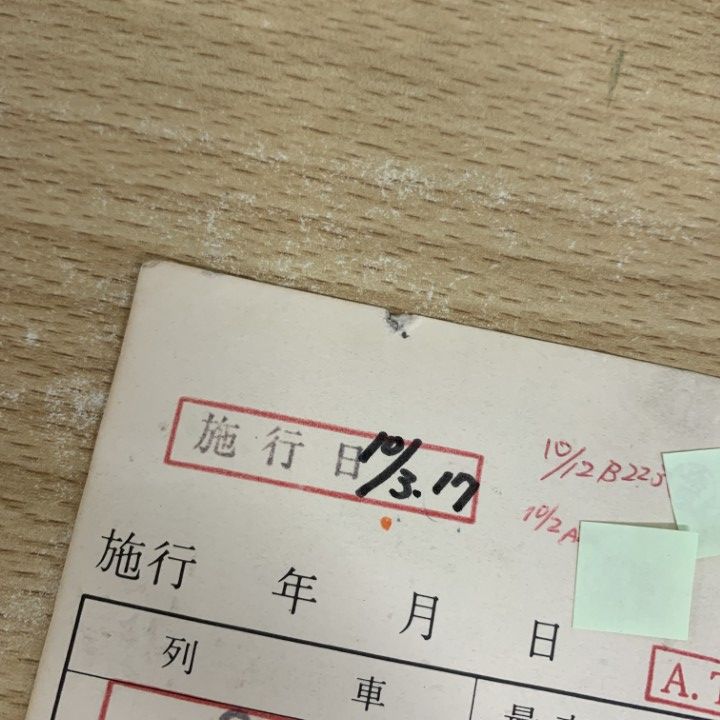 施行日 10/3.17
10/12 B22
10/2 A
施行 年 月 日
列 車
A.T